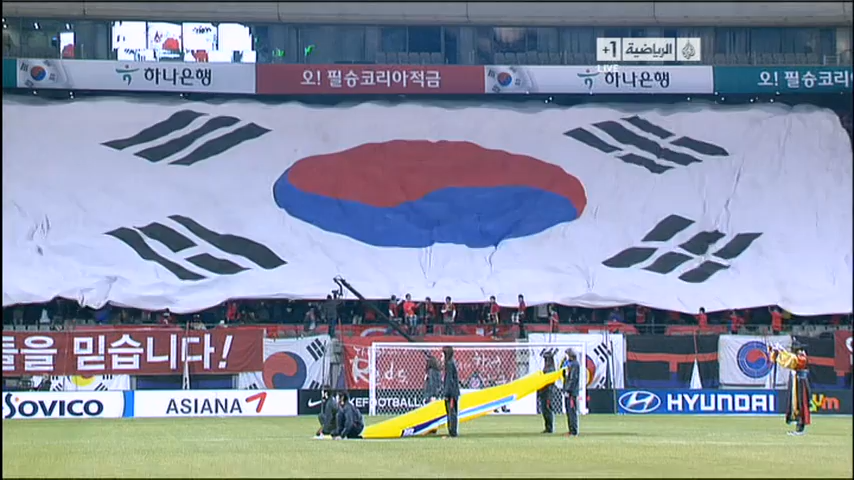 الرياضية +1
LIVE
하나은행
오! 필승코리아적금
하나은행
오! 필승코리아
들을 믿습니다!
Reds
SOVICO
ASIANA
KEFOOTBALL.C
HYUNDAI